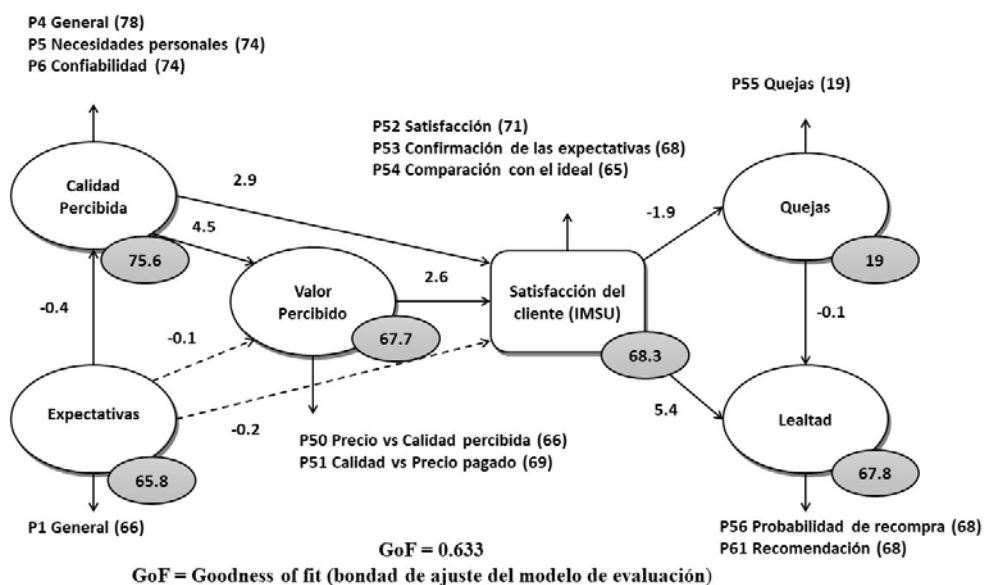 P4 General (78)
P5 Necesidades personales (74)
P6 Confiabilidad (74)
P55 Quejas (19)
P52 Satisfacción (71)
P53 Confirmación de las expectativas (68)
P54 Comparación con el ideal (65)
Calidad
Percibida
75.6
2.9
4.5
-1.9
Quejas
19
Valor
Percibido
67.7
2.6
Satisfacción del
cliente (IMSU)
68.3
-0.4
-0.1
-0.1
Expectativas
65.8
-0.2
5.4
Lealtad
67.8
P50 Precio vs Calidad percibida (66)
P51 Calidad vs Precio pagado (69)
P1 General (66)
P56 Probabilidad de recompra (68)
P61 Recomendación (68)
GoF = 0.633
GoF = Goodness of fit (bondad de ajuste del modelo de evaluación)